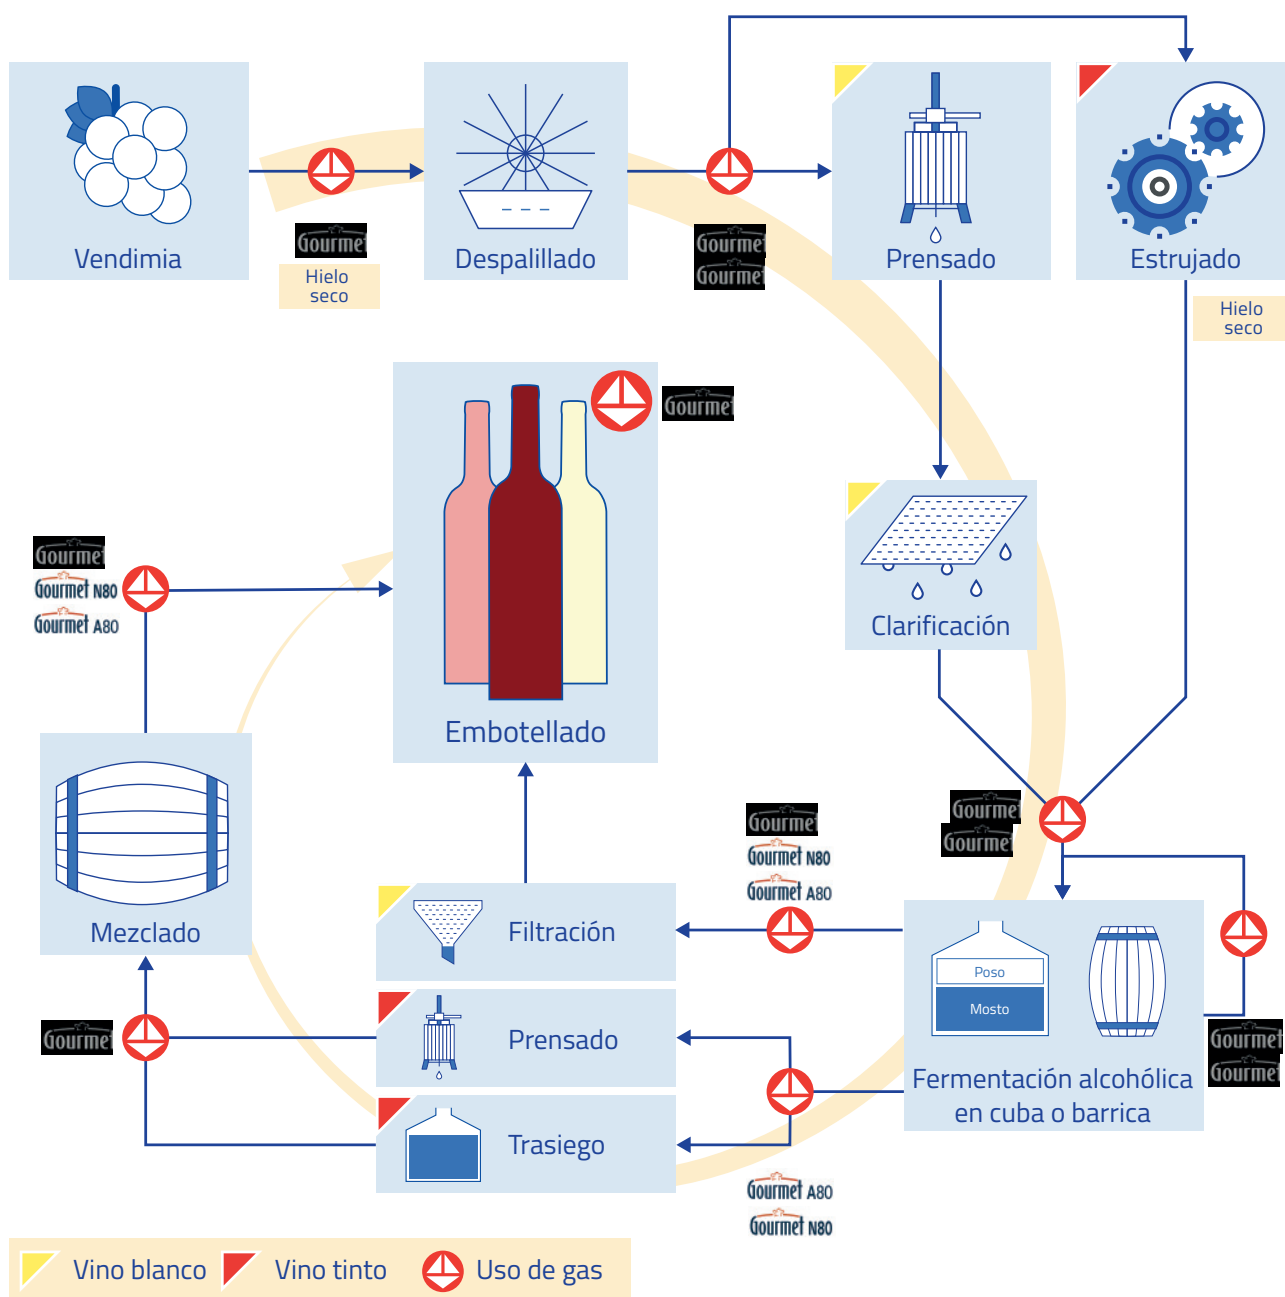 Vendimia
Gourmet
Hielo
seco
Despalillado
Gourmet
Gourmet
Prensado
Estrujado
Hielo
seco
Gourmet
Embotellado
Clarificación
Gourmet
Gourmet N80
Gourmet A80
Mezclado
Gourmet
Gourmet N80
Gourmet A80
Gourmet
Gourmet
Filtración
Poso
Mosto
Fermentación alcohólica
en cuba o barrica
Gourmet
Gourmet
Gourmet
Prensado
Trasiego
Gourmet A80
Gourmet N80
Vino blanco
Vino tinto
Uso de gas